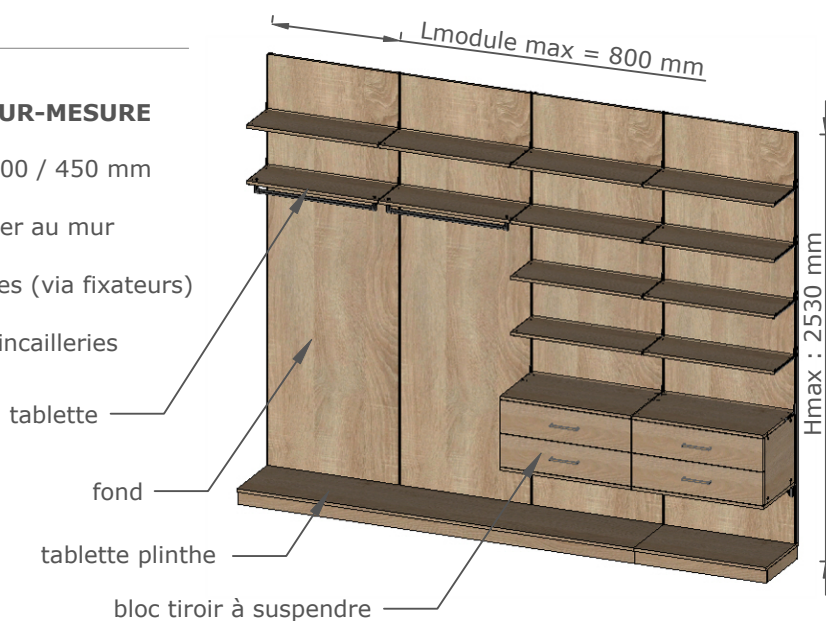 Lmodule max = 800 mm
UR-MESURE
00 / 450 mm
er au mur
es (via fixateurs)
incailleries
tablette
fond
tablette plinthe
bloc tiroir à suspendre
Hmax : 2530 mm